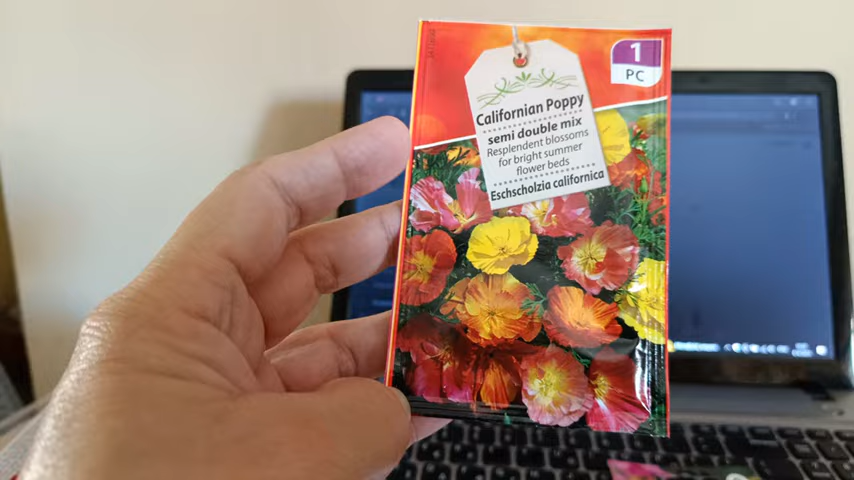 1
PC
Californian Poppy
semi double mix
Resplendent blossoms
for bright summer
flower beds
Eschscholzia californica